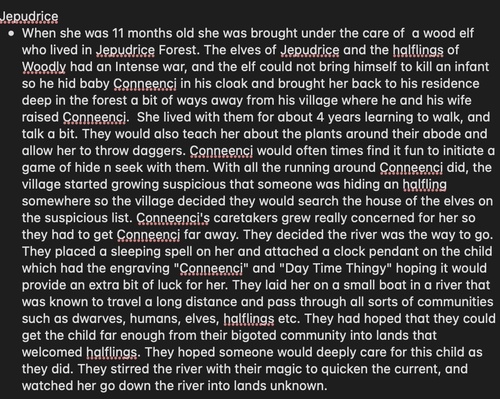 Jepudrice
• When she was 11 months old she was brought under the care of  a wood elf
who lived in Jepudrice Forest. The elves of Jepudrice and the halflings of
Woodly had an Intense war, and the elf could not bring himself to kill an infant
so he hid baby Conneenci in his cloak and brought her back to his residence
deep in the forest a bit of ways away from his village where he and his wife
raised Conneenci.  She lived with them for about 4 years learning to walk, and
talk a bit. They would also teach her about the plants around their abode and
allow her to throw daggers. Conneenci would often times find it fun to initiate a
game of hide n seek with them. With all the running around Conneenci did, the
village started growing suspicious that someone was hiding an halfling
somewhere so the village decided they would search the house of the elves on
the suspicious list. Conneenci's caretakers grew really concerned for her so
they had to get Conneenci far away. They decided the river was the way to go.
They placed a sleeping spell on her and attached a clock pendant on the child
which had the engraving "Conneenci" and "Day Time Thingy" hoping it would
provide an extra bit of luck for her. They laid her on a small boat in a river that
was known to travel a long distance and pass through all sorts of communities
such as dwarves, humans, elves, halflings etc. They had hoped that they could
get the child far enough from their bigoted community into lands that
welcomed halflings. They hoped someone would deeply care for this child as
they did. They stirred the river with their magic to quicken the current, and
watched her go down the river into lands unknown.